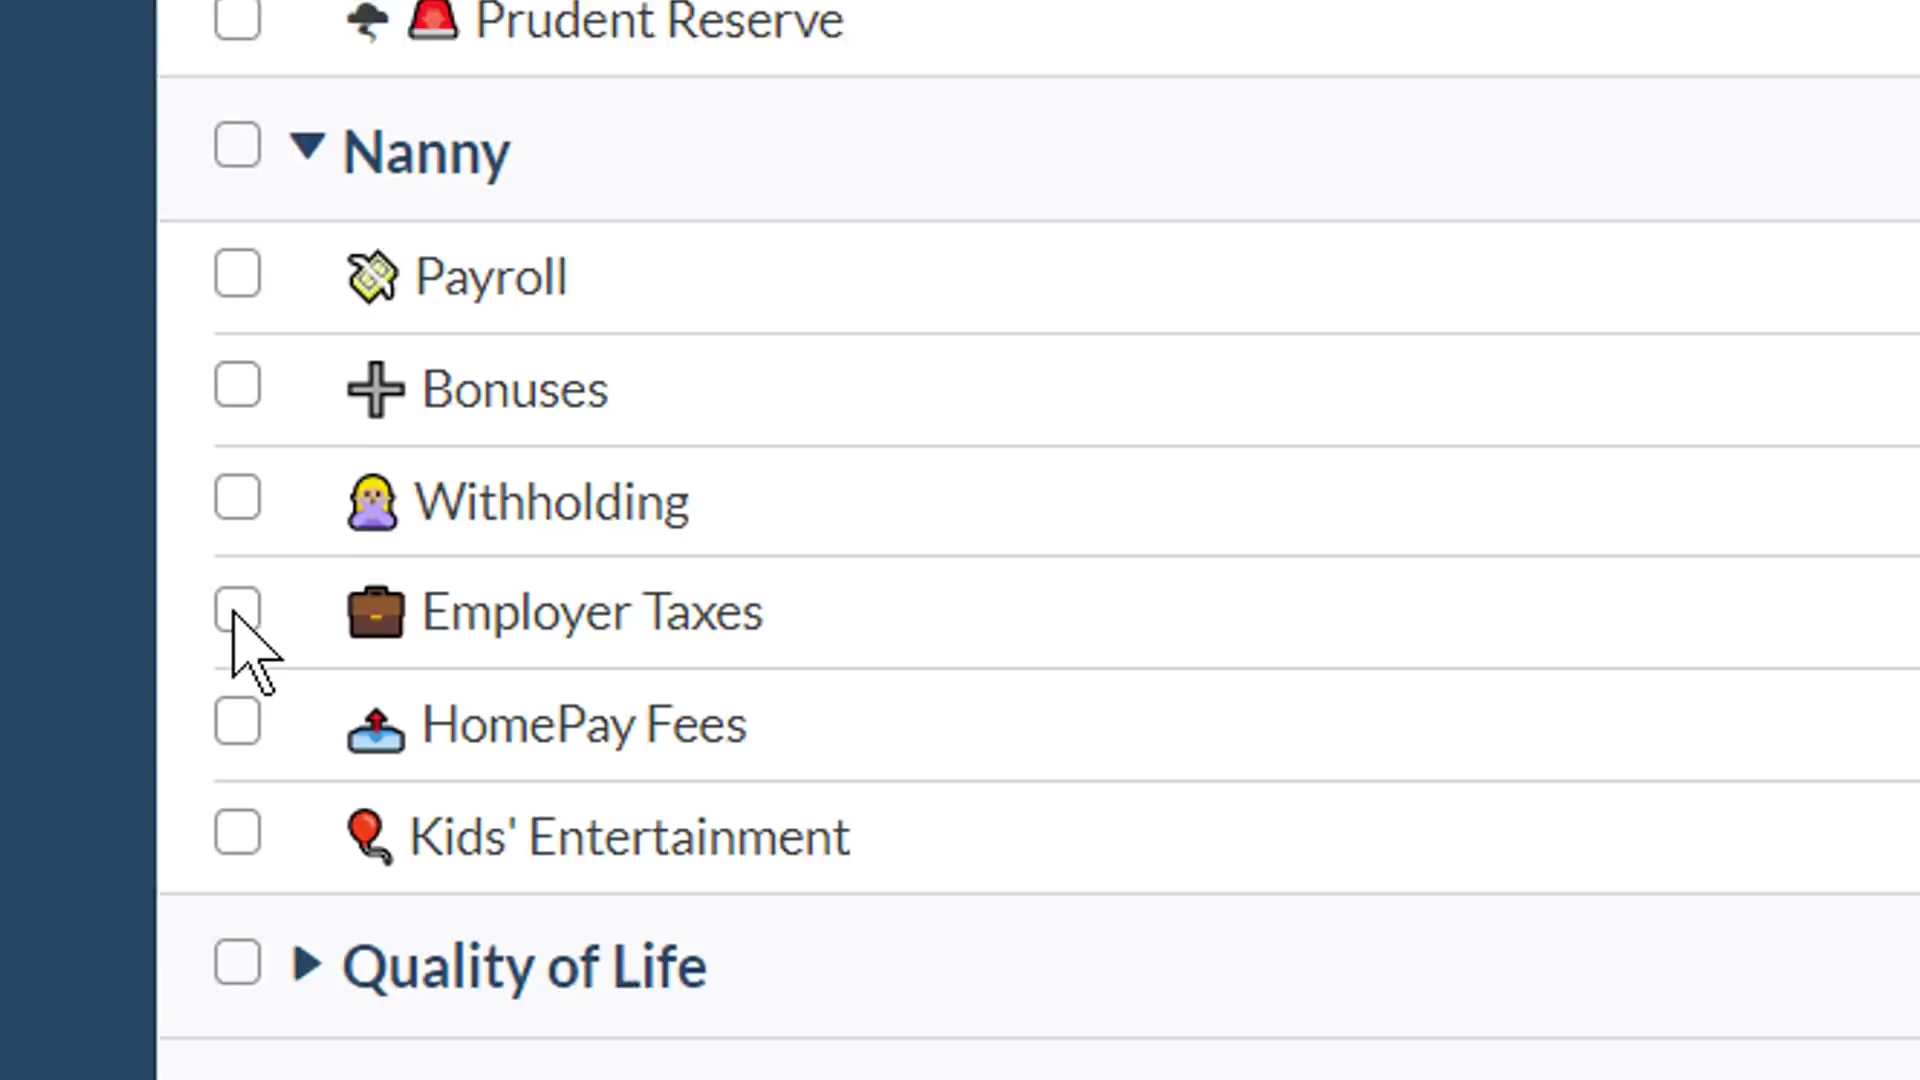 Prudent Reserve
Nanny
Payroll
Bonuses
Withholding
Employer Taxes
HomePay Fees
Kids' Entertainment
Quality of Life